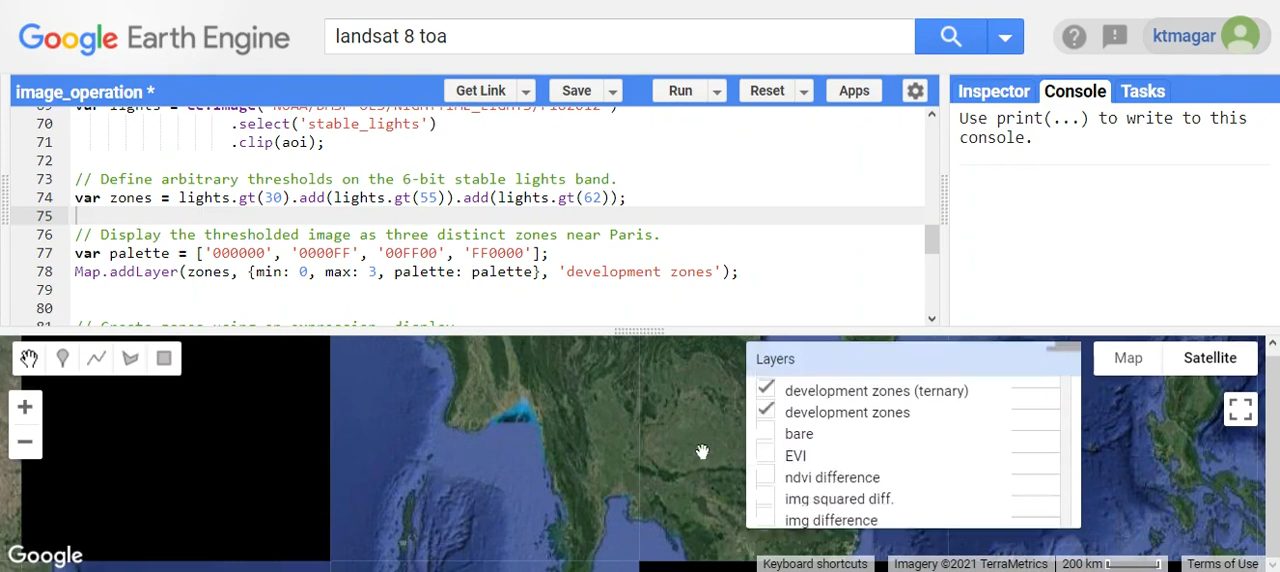 Google Earth Engine
landsat 8 toa
ktmagar
image_operation *
Get Link
Save
Run
Reset
Apps
Inspector
Console
Tasks
Use print(...) to write to this
console.
70 .select('stable_lights')
71 .clip(aoi);
72
73 // Define arbitrary thresholds on the 6-bit stable lights band.
74 var zones = lights.gt(30).add(lights.gt(55)).add(lights.gt(62));
75
76 // Display the thresholded image as three distinct zones near Paris.
77 var palette = ['000000', '0000FF', '00FF00', 'FF0000'];
78 Map.addLayer(zones, {min: 0, max: 3, palette: palette}, 'development zones');
79
80
Layers
development zones (ternary)
development zones
bare
EVI
ndvi difference
img squared diff.
img difference
Map
Satellite
Google
Keyboard shortcuts
Imagery ©2021 TerraMetrics
200 km
Terms of Use